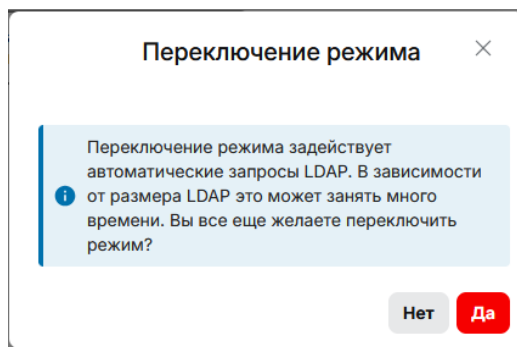 Переключение режима
Переключение режима задействует
автоматические запросы LDAP. В зависимости
от размера LDAP это может занять много
времени. Вы все еще желаете переключить
режим?
Нет Да